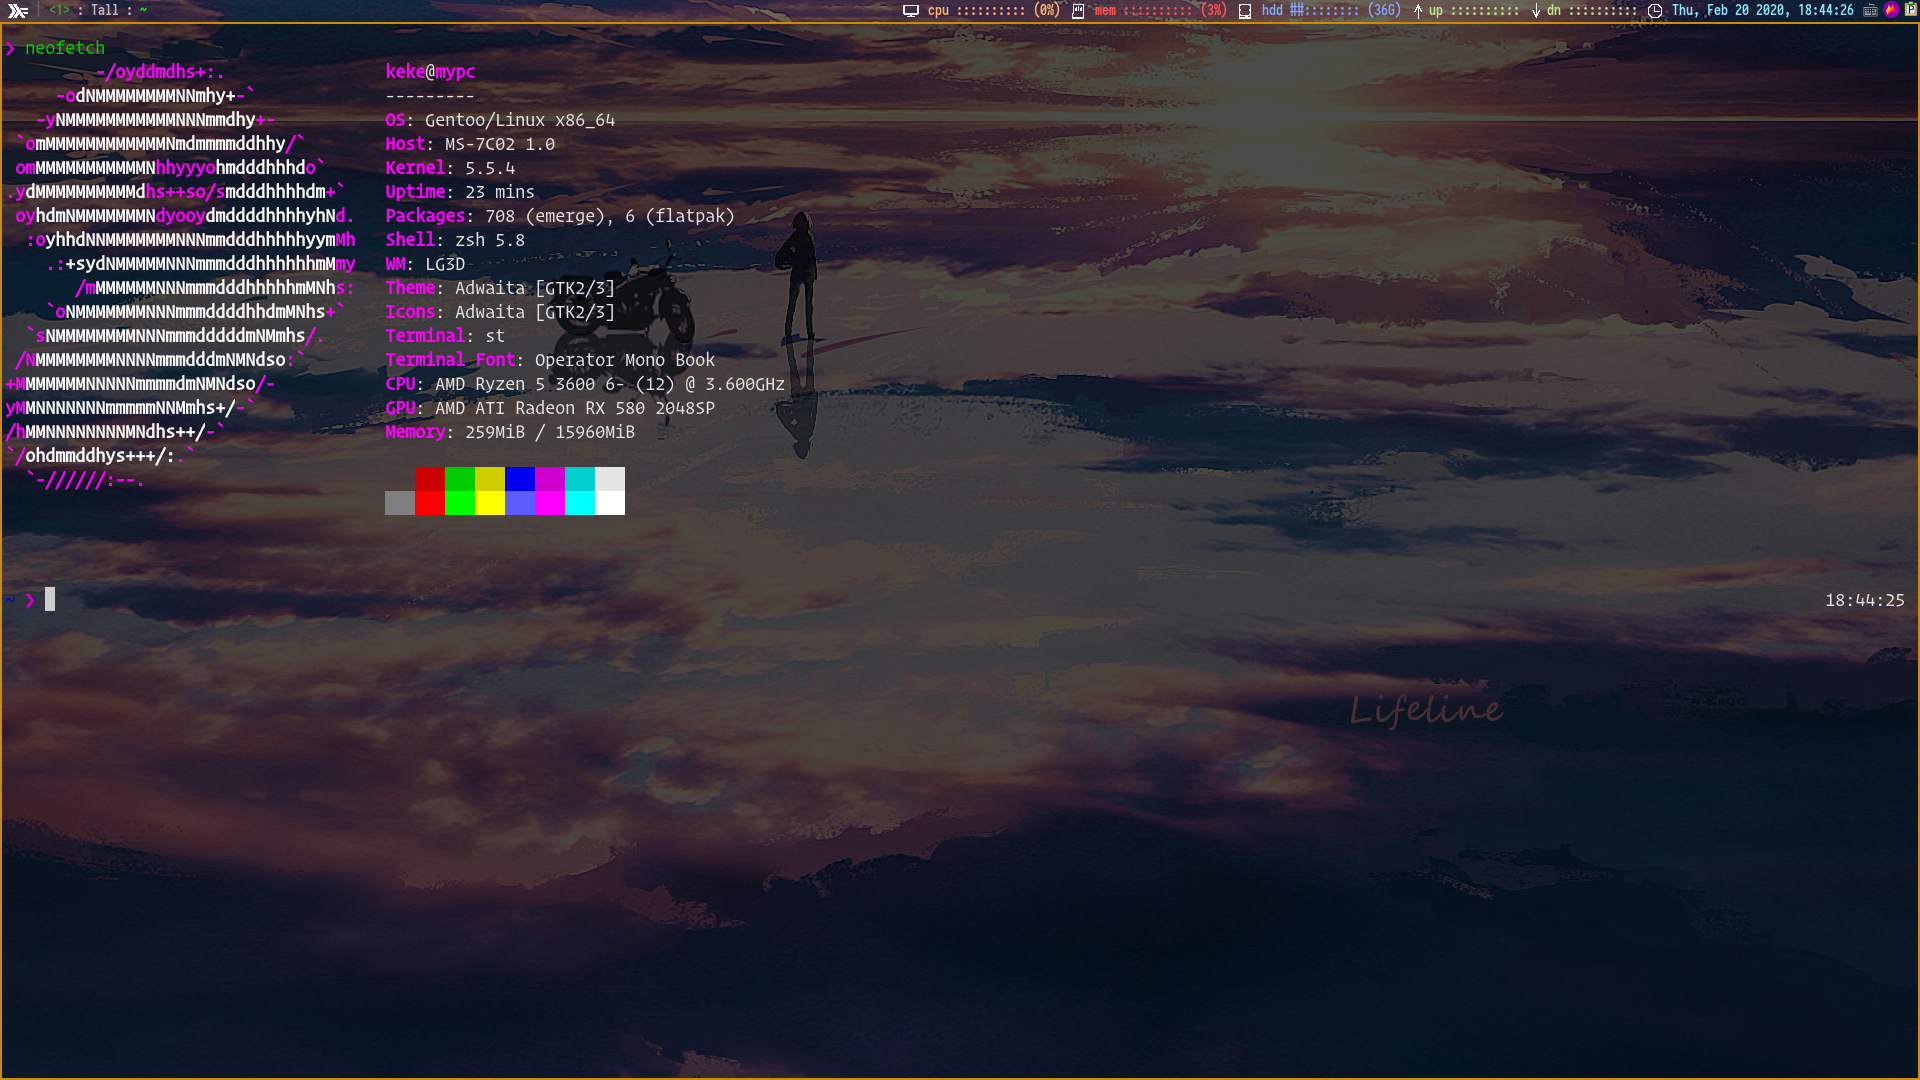 <1> : Tall : ~ cpu :::::::::: (0%) mem :::::::::: (3%) hdd ##:::::::: (36G) up :::::::::: dn :::::::::: Thu, Feb 20 2020, 18:44:26
❯ neofetch
-/oyddmdhs+:.
keke@mypc
-odNMMMMMMMMNNmhy+-`
---------
-yNMMMMMMMMMMMNNNmmdhy+-
OS: Gentoo/Linux x86_64
`omMMMMMMMMMMMMNmdmmmmddhhy/`
Host: MS-7C02 1.0
omMMMMMMMMMMMNhhyyyohmdddhhhdo`
Kernel: 5.5.4
.ydMMMMMMMMMMdhs++so/smdddhhhhdm+`
Uptime: 23 mins
oyhdmNMMMMMMMNdyooydmddddhhhhyhNd.
Packages: 708 (emerge), 6 (flatpak)
:oyhhdNNMMMMMMMNNNmmdddhhhhhyymMh
Shell: zsh 5.8
.:+sydNMMMMMNNNmmmdddhhhhhhmMmy
WM: LG3D
/mMMMMMMNNNmmmdddhhhhhmMNhs:
Theme: Adwaita [GTK2/3]
`oNMMMMMMMNNNmmmddddhhdmMNhs+`
Icons: Adwaita [GTK2/3]
`sNMMMMMMMMNNNmmmdddddmNMmhs/.
Terminal: st
/NMMMMMMMMNNNNmmmdddmNMNdso:`
Terminal Font: Operator Mono Book
+MMMMMMMNNNNNmmmmdmNMNdso/-
CPU: AMD Ryzen 5 3600 6- (12) @ 3.600GHz
yMMNNNNNNNmmmmmNNMmhs+/-`
GPU: AMD ATI Radeon RX 580 2048SP
/hMMNNNNNNNNMNdhs++/-`
Memory: 259MiB / 15960MiB
`/ohdmmddhys+++/:.`
`-//////:--.
~ ❯ 18:44:25
Lifeline